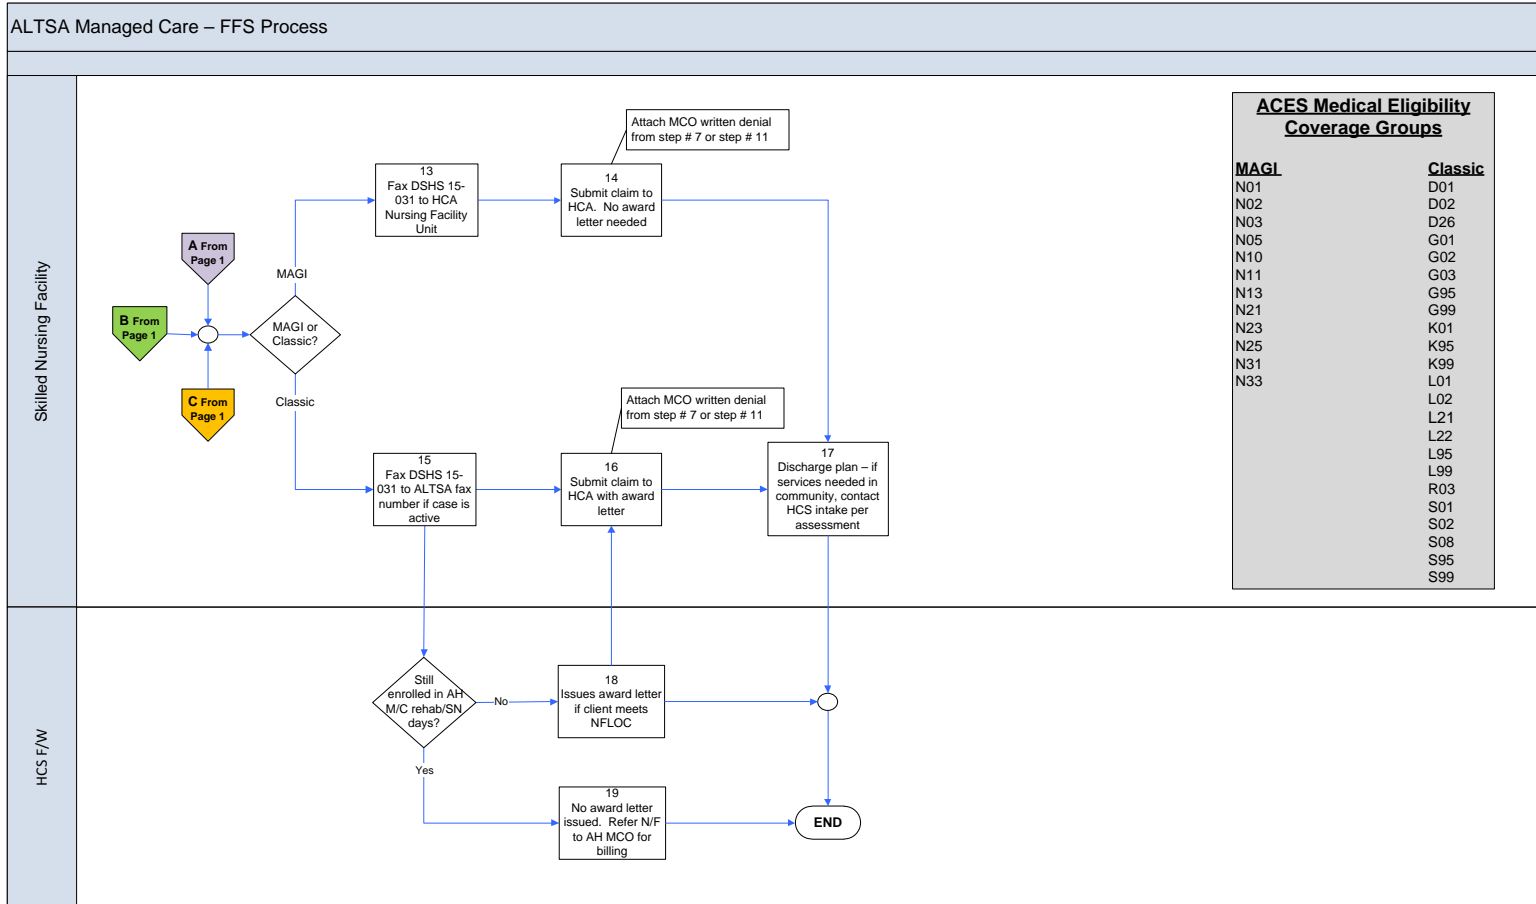 ALTSA Managed Care – FFS Process
Skilled Nursing Facility
HCS F/W
A From
Page 1
B From
Page 1
C From
Page 1
MAGI or
Classic?
MAGI
Classic
13
Fax DSHS 15-
031 to HCA
Nursing Facility
Unit
Attach MCO written denial
from step # 7 or step # 11
14
Submit claim to
HCA.  No award
letter needed
15
Fax DSHS 15-
031 to ALTSA fax
number if case is
active
Attach MCO written denial
from step # 7 or step # 11
16
Submit claim to
HCA with award
letter
17
Discharge plan – if
services needed in
community, contact
HCS intake per
assessment
Still
enrolled in AH
M/C rehab/SN
days?
No
Yes
18
Issues award letter
if client meets
NFLOC
19
No award letter
issued.  Refer N/F
to AH MCO for
billing
END
ACES Medical Eligibility
Coverage Groups
MAGI
N01
N02
N03
N05
N10
N11
N13
N21
N23
N25
N31
N33
Classic
D01
D02
D26
G01
G02
G03
G95
G99
K01
K95
K99
L01
L02
L21
L22
L95
L99
R03
S01
S02
S08
S95
S99